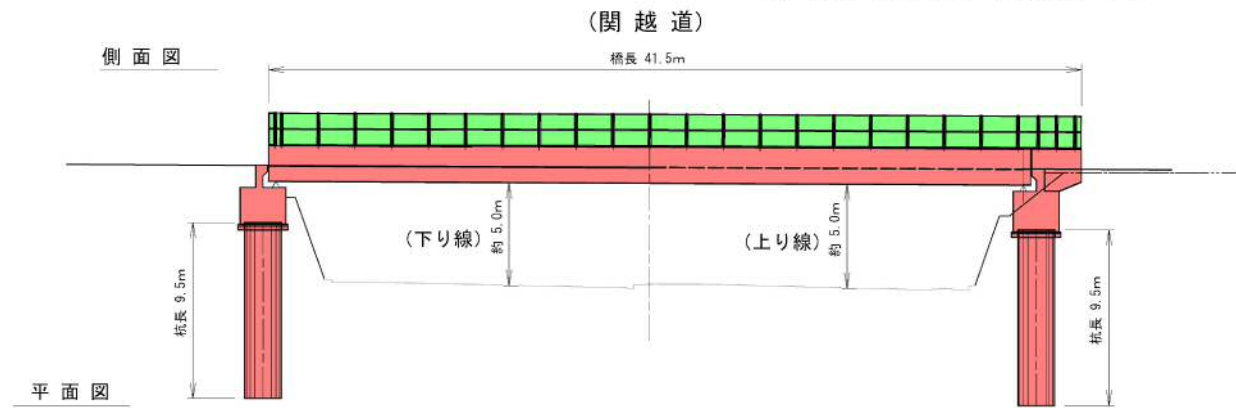 (関越道)
側面図
橋長 41.5m
(下り線)
約 5.0m
(上り線)
約 5.0m
杭長 9.5m
杭長 9.5m
平面図